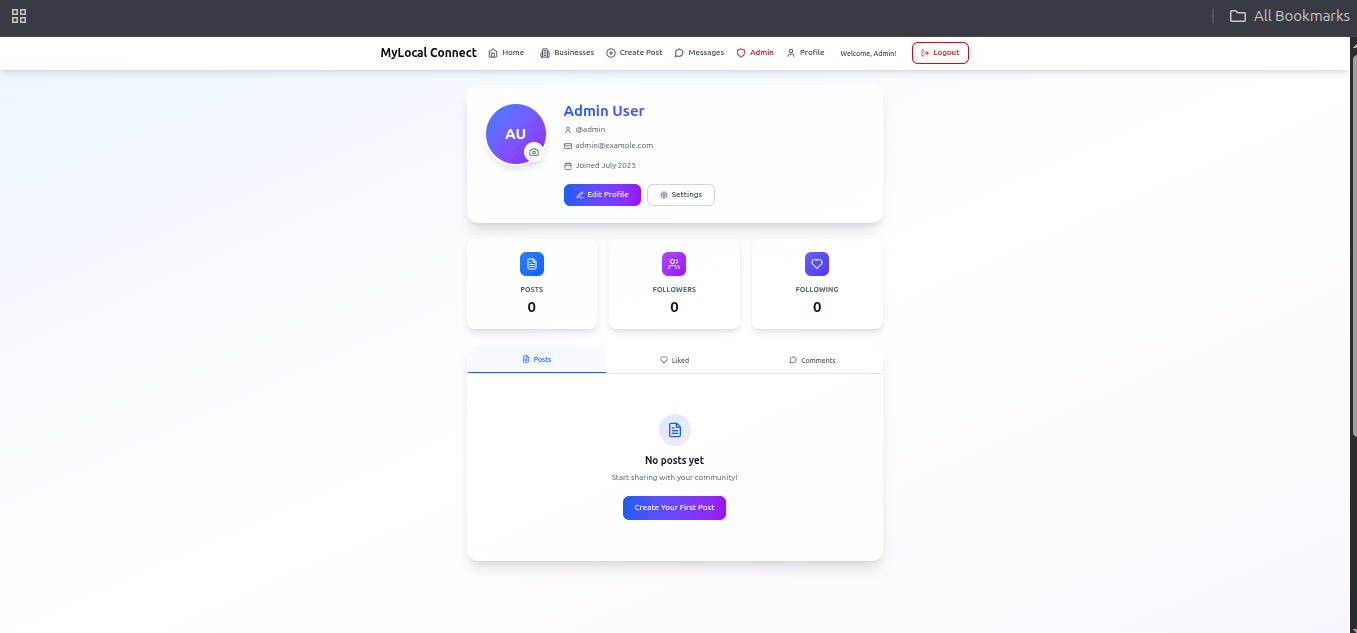 All Bookmarks
MyLocal Connect Home Businesses Create Post Messages Admin Profile Welcome, Admin! Logout
AU
Admin User
@admin
admin@example.com
Joined July 2025
Edit Profile Settings
POSTS FOLLOWERS FOLLOWING
0 0 0
Posts Liked Comments
No posts yet
Start sharing with your community!
Create Your First Post